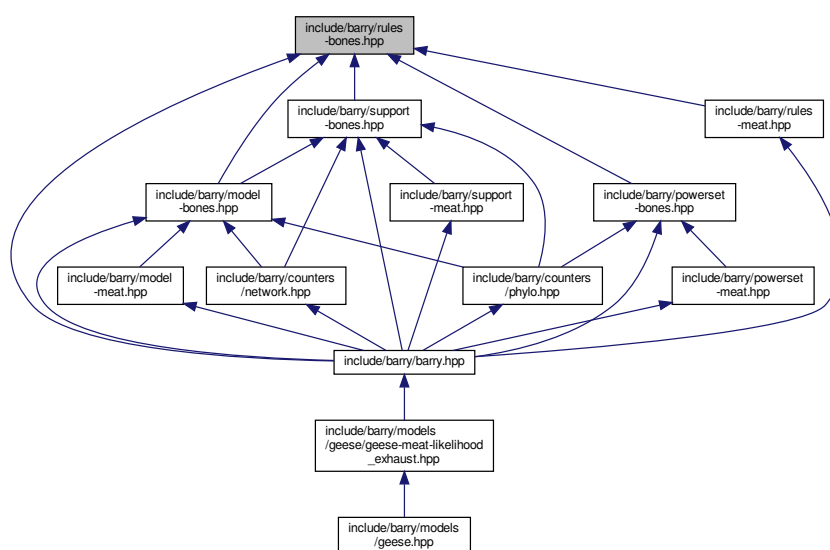 include/barry/rules
-bones.hpp
include/barry/support
-bones.hpp
include/barry/rules
-meat.hpp
include/barry/model
-bones.hpp
include/barry/support
-meat.hpp
include/barry/powerset
-bones.hpp
include/barry/model
-meat.hpp
include/barry/counters
/network.hpp
include/barry/counters
/phylo.hpp
include/barry/powerset
-meat.hpp
include/barry/barry.hpp
include/barry/models
/geese/geese-meat-likelihood
_exhaust.hpp
include/barry/models
/geese.hpp